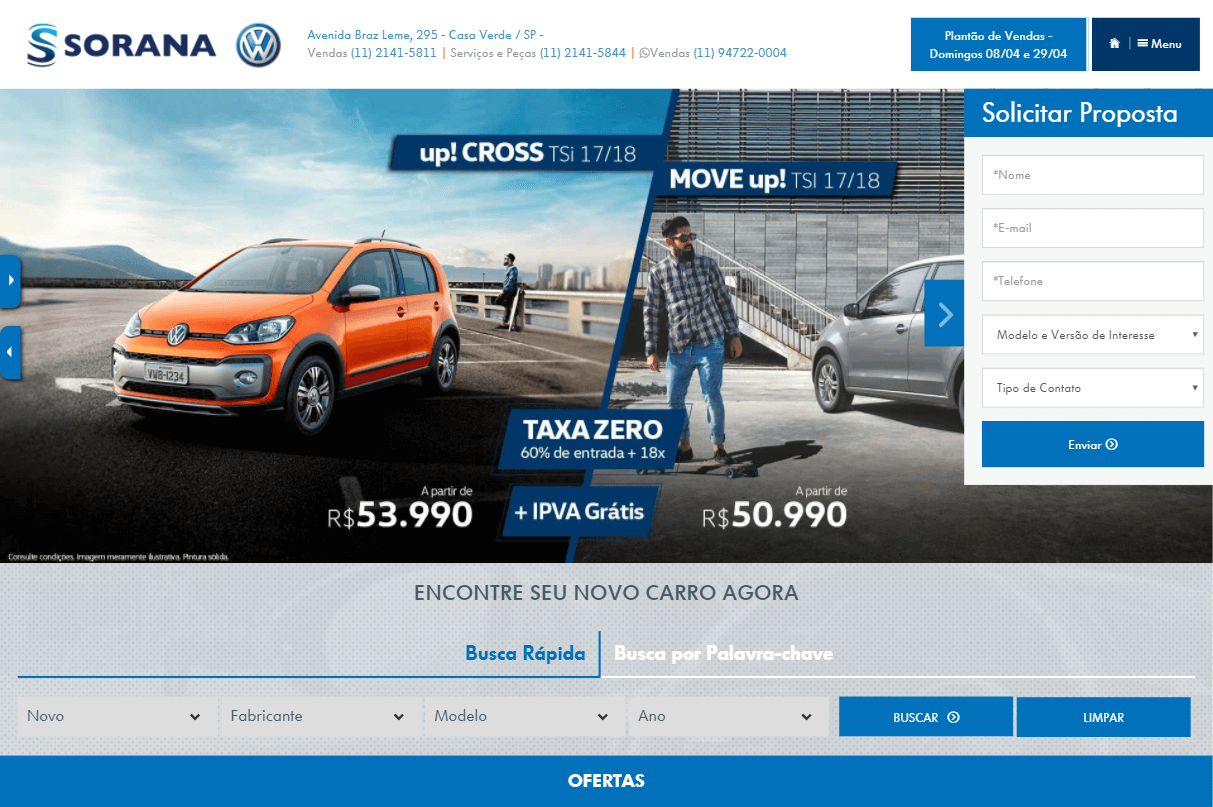 SORANA
Avenida Braz Leme, 295 - Casa Verde / SP -
Vendas (11) 2141-5811 | Serviços e Peças (11) 2141-5844 | Vendas (11) 94722-0004
Plantão de Vendas -
Domingos 08/04 e 29/04
| Menu
Solicitar Proposta
*Nome
*E-mail
*Telefone
Modelo e Versão de Interesse
Tipo de Contato
Enviar
up! CROSS TSi 17/18
MOVE up! TSI 17/18
VWB-1234
TAXA ZERO
60% de entrada + 18x
A partir de
R$53.990
+ IPVA Grátis
A partir de
R$50.990
Consulte condições. Imagem meramente ilustrativa. Pintura sólida.
ENCONTRE SEU NOVO CARRO AGORA
Busca Rápida
Busca por Palavra-chave
Novo
Fabricante
Modelo
Ano
BUSCAR
LIMPAR
OFERTAS